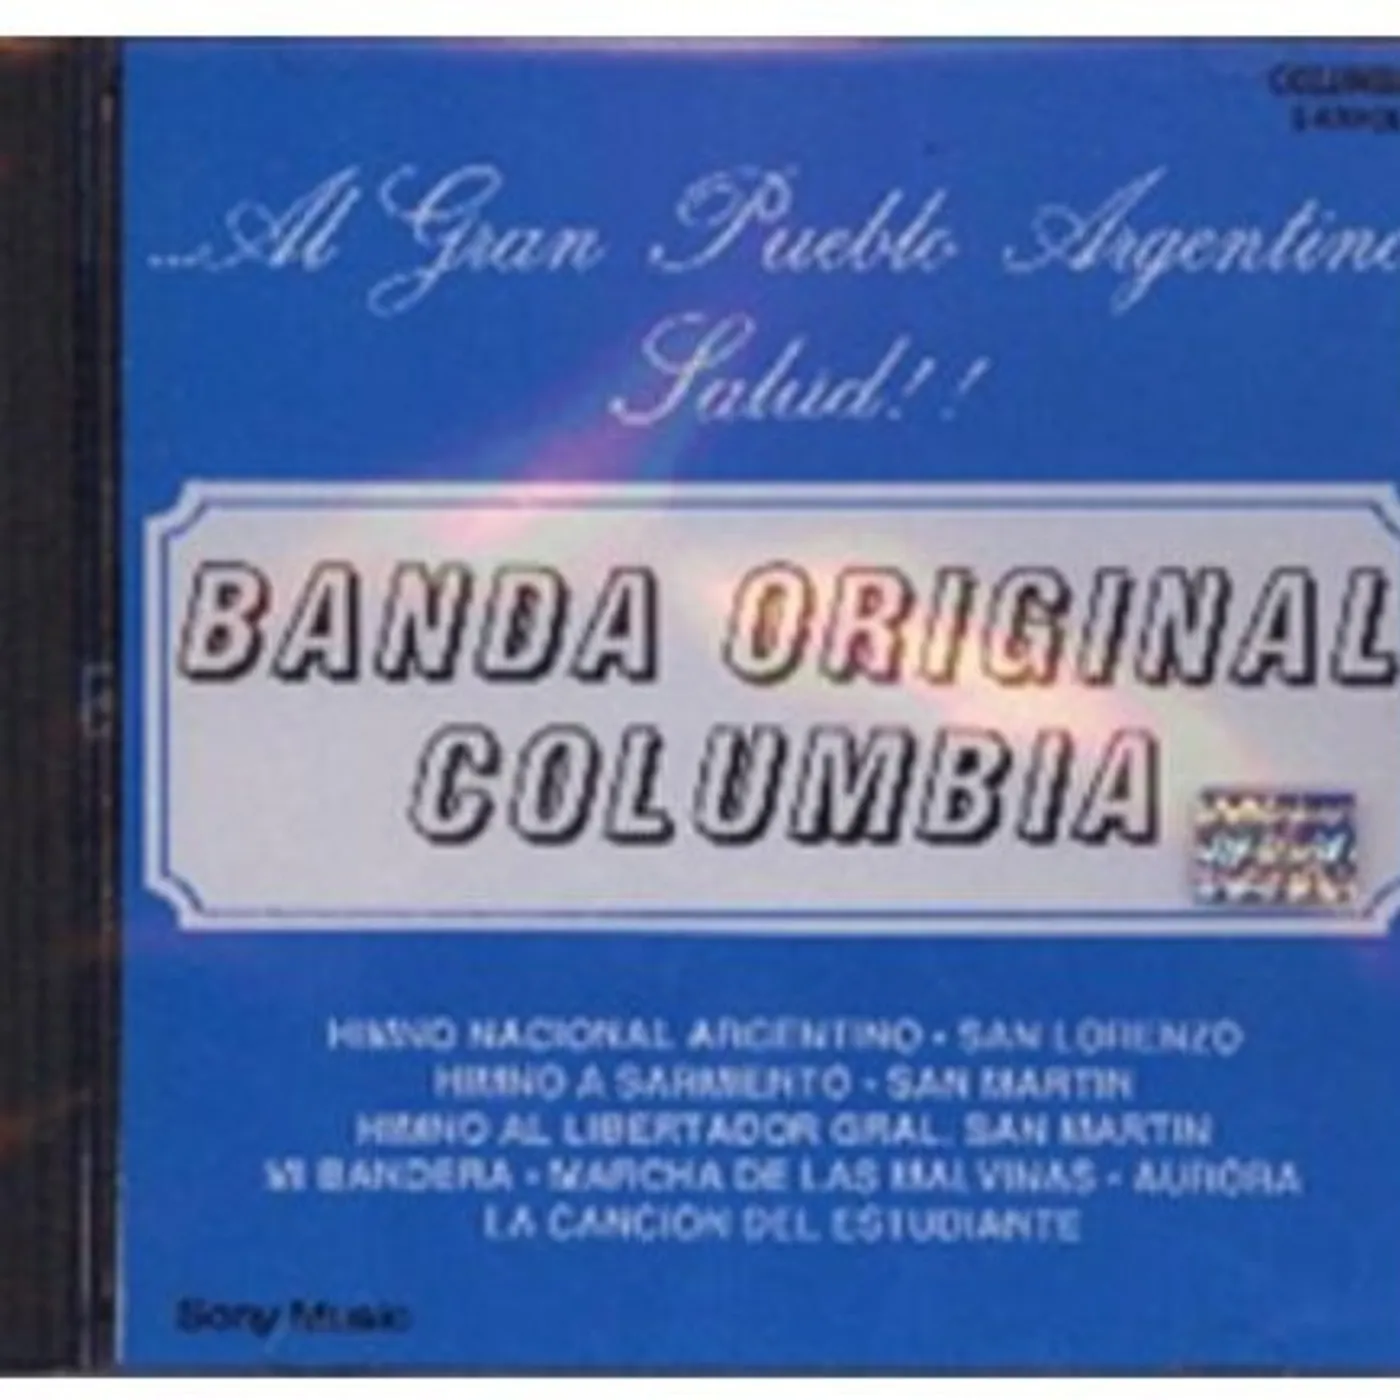 ...Al Gran Pueblo Argentino
Salud!!
BANDA ORIGINAL
COLUMBIA
HIMNO NACIONAL ARGENTINO - SAN LORENZO
HIMNO A SARMIENTO - SAN MARTIN
HIMNO AL LIBERTADOR GRAL. SAN MARTIN
MI BANDERA - MARCHA DE LAS MALVINAS - AURORA
LA CANCION DEL ESTUDIANTE
Sony Music